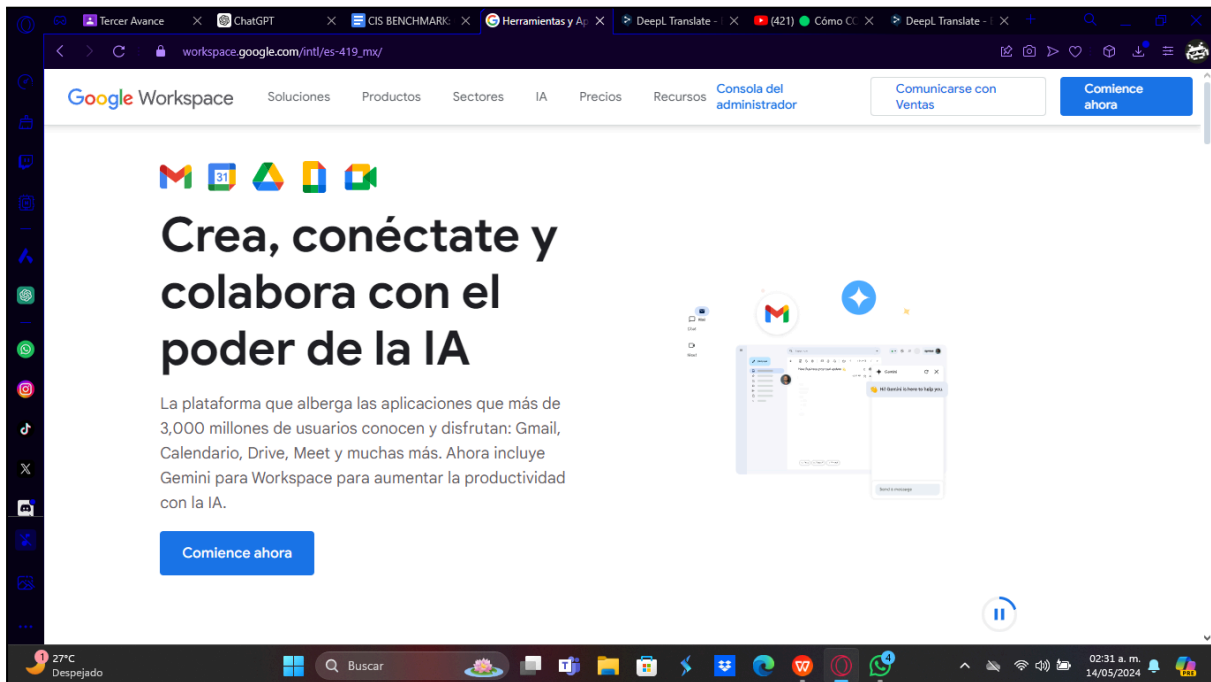 Tercer Avance
ChatGPT
CIS BENCHMARK:
Herramientas y Ap
DeepL Translate -
(421) Cómo CC
DeepL Translate -
workspace.google.com/intl/es-419_mx/
Google Workspace
Soluciones
Productos
Sectores
IA
Precios
Recursos
Consola del
administrador
Comunicarse con
Ventas
Comience
ahora
31
Crea, conéctate y
colabora con el
poder de la IA
La plataforma que alberga las aplicaciones que más de
3,000 millones de usuarios conocen y disfrutan: Gmail,
Calendario, Drive, Meet y muchas más. Ahora incluye
Gemini para Workspace para aumentar la productividad
con la IA.
Comience ahora
Chat
Meet
Gemini
Hi! Gemini is here to help you
Send a message
1
27°C
Despejado
Buscar
4
02:31 a. m.
14/05/2024
PRE